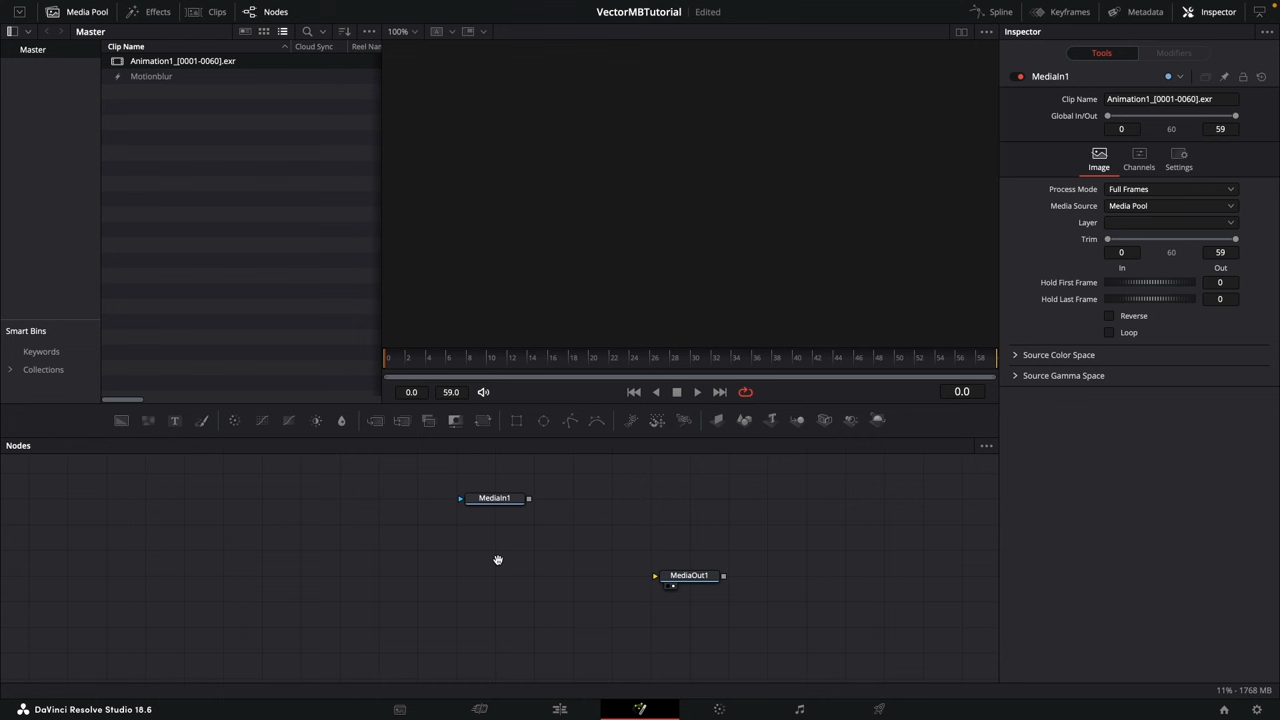 Media Pool
Effects
Clips
Nodes
VectorMBTutorial
Edited
Spline
Keyframes
Metadata
Inspector
Master
100%
Inspector
Clip Name
Cloud Sync
Reel Na
Master
Animation1_[0001-0060].exr
Motionblur
Tools
Modifiers
MediaIn1
Clip Name
Animation1_[0001-0060].exr
Global In/Out
0
60
59
Image
Channels
Settings
Process Mode
Full Frames
Media Source
Media Pool
Layer
Trim
0
60
59
In
Out
Hold First Frame
0
Hold Last Frame
0
Reverse
Loop
Source Color Space
Source Gamma Space
Smart Bins
Keywords
Collections
0 2 4 6 8 10 12 14 16 18 20 22 24 26 28 30 32 34 36 38 40 42 44 46 48 50 52 54 56 58
0.0
59.0
0.0
Nodes
MediaIn1
MediaOut1
11% - 1768 MB
DaVinci Resolve Studio 18.6